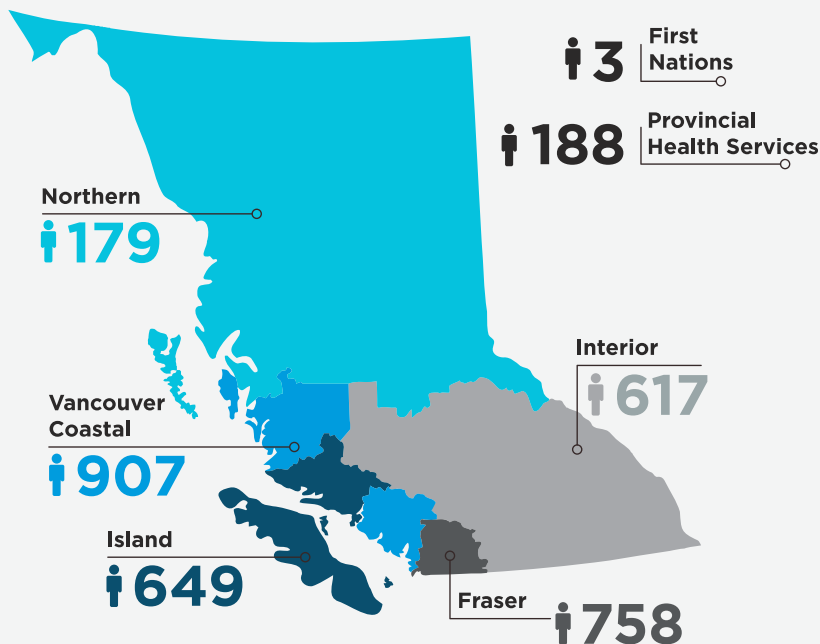 3
First
Nations
188
Provincial
Health Services
Northern
179
Interior
617
Vancouver
Coastal
907
Island
649
Fraser
758